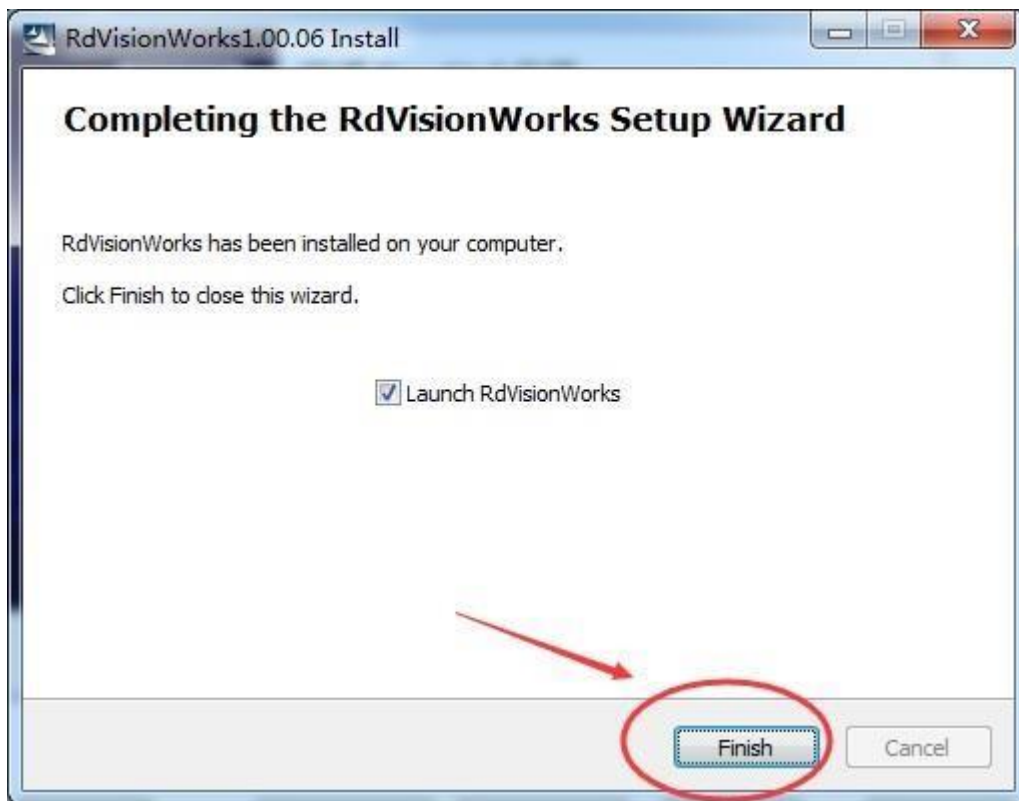 RdVisionWorks1.00.06 Install
Completing the RdVisionWorks Setup Wizard
RdVisionWorks has been installed on your computer.
Click Finish to close this wizard.
Launch RdVisionWorks
Finish
Cancel